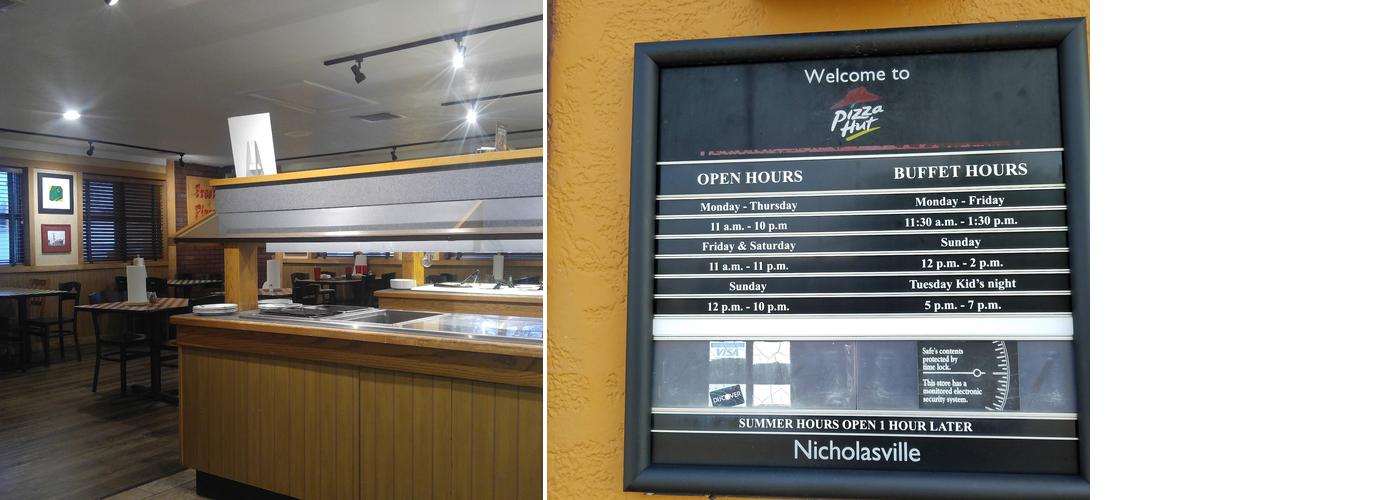 Welcome to
Pizza
Hut
OPEN HOURS
Monday - Thursday
11 a.m. - 10 p.m
Friday & Saturday
11 a.m. - 11 p.m.
Sunday
12 p.m. - 10 p.m.
BUFFET HOURS
Monday - Friday
11:30 a.m. - 1:30 p.m.
Sunday
12 p.m. - 2 p.m.
Tuesday Kid's night
5 p.m. - 7 p.m.
VISA
DISCOVER
Safe's contents
protected by
time lock.
This store has a
monitored electronic
security system.
SUMMER HOURS OPEN 1 HOUR LATER
Nicholasville